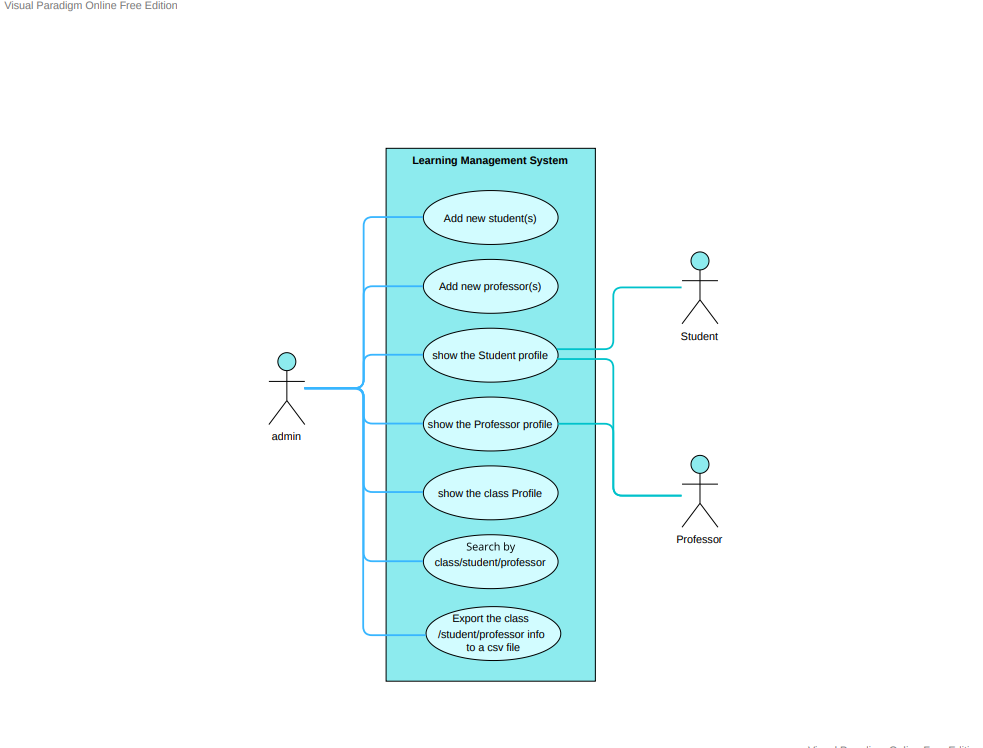 Visual Paradigm Online Free Edition
Learning Management System
Add new student(s)
Add new professor(s)
show the Student profile
Student
show the Professor profile
admin
show the class Profile
Search by
class/student/professor
Professor
Export the class
/student/professor info
to a csv file